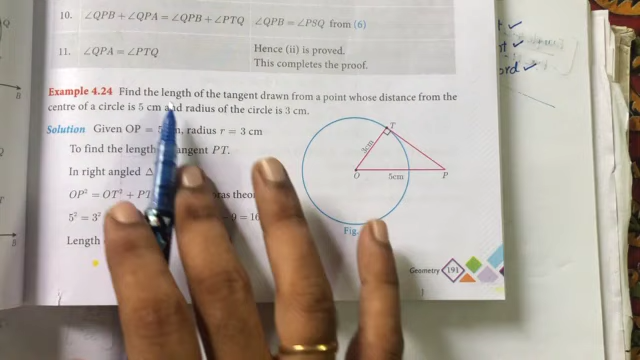 10. ∠QPB + ∠QPA = ∠QPB + ∠PTQ ∠QPB = ∠PSQ from (6)
11. ∠QPA = ∠PTQ Hence (ii) is proved.
This completes the proof.
Example 4.24 Find the length of the tangent drawn from a point whose distance from the
centre of a circle is 5 cm and radius of the circle is 3 cm.
Solution Given OP = 5 cm, radius r = 3 cm
To find the length tangent PT.
In right angled △
OP² = OT² + PT
5² = 3² – 9 = 16
Length
T
3cm
O 5cm P
Fig.
Geometry 191
B
B